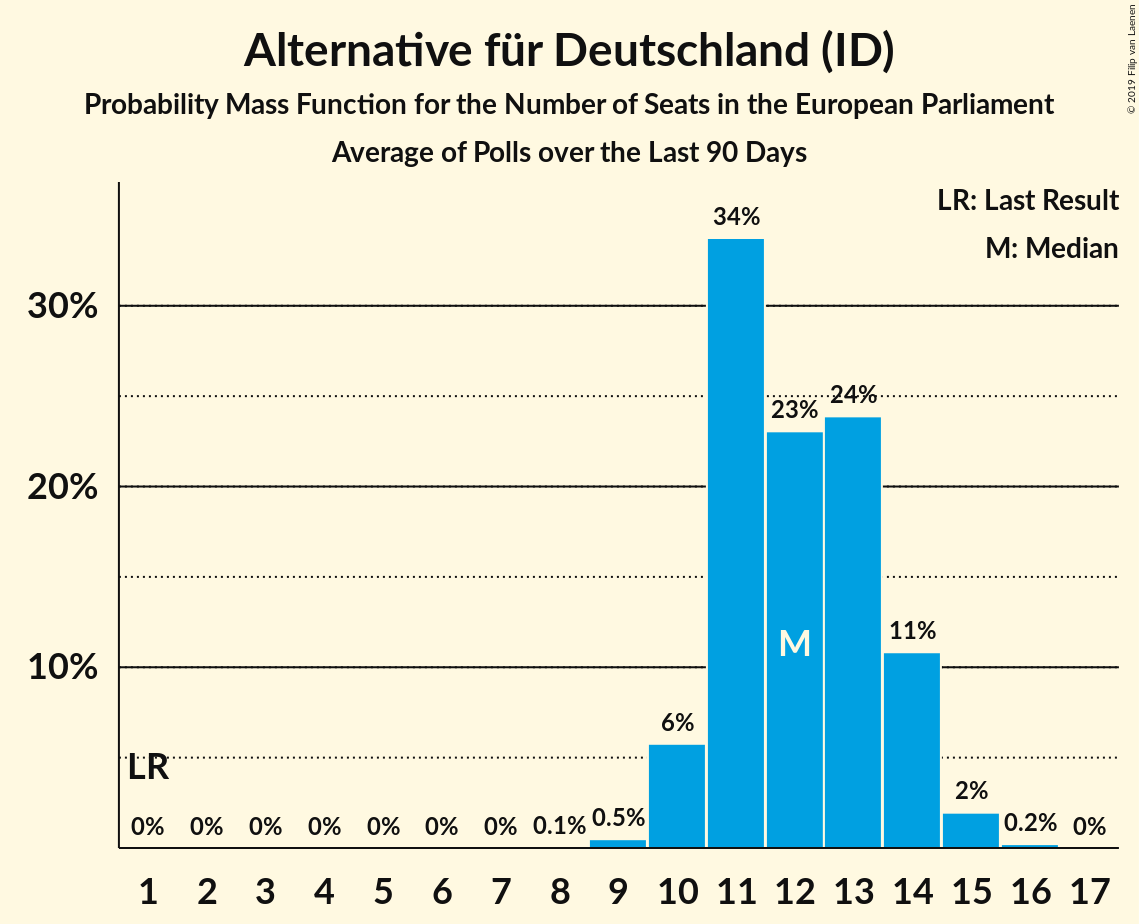 Alternative für Deutschland (ID)
Probability Mass Function for the Number of Seats in the European Parliament
Average of Polls over the Last 90 Days
© 2019 Filip van Laenen
LR: Last Result
M: Median
34%
30%
24%
23%
20%
11%
M
10%
6%
LR
2%
0% 0% 0% 0% 0% 0% 0% 0.1% 0.5% 0.2% 0%
1 2 3 4 5 6 7 8 9 10 11 12 13 14 15 16 17